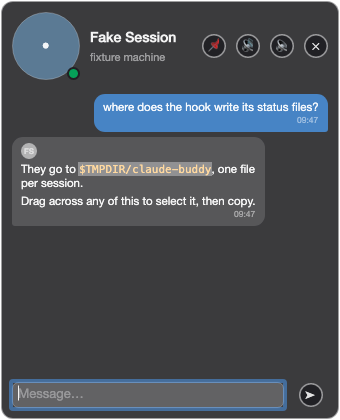 Fake Session
fixture machine
where does the hook write its status files?
09:47
FS
They go to $TMPDIR/claude-buddy, one file
per session.
Drag across any of this to select it, then copy.
09:47
Message…